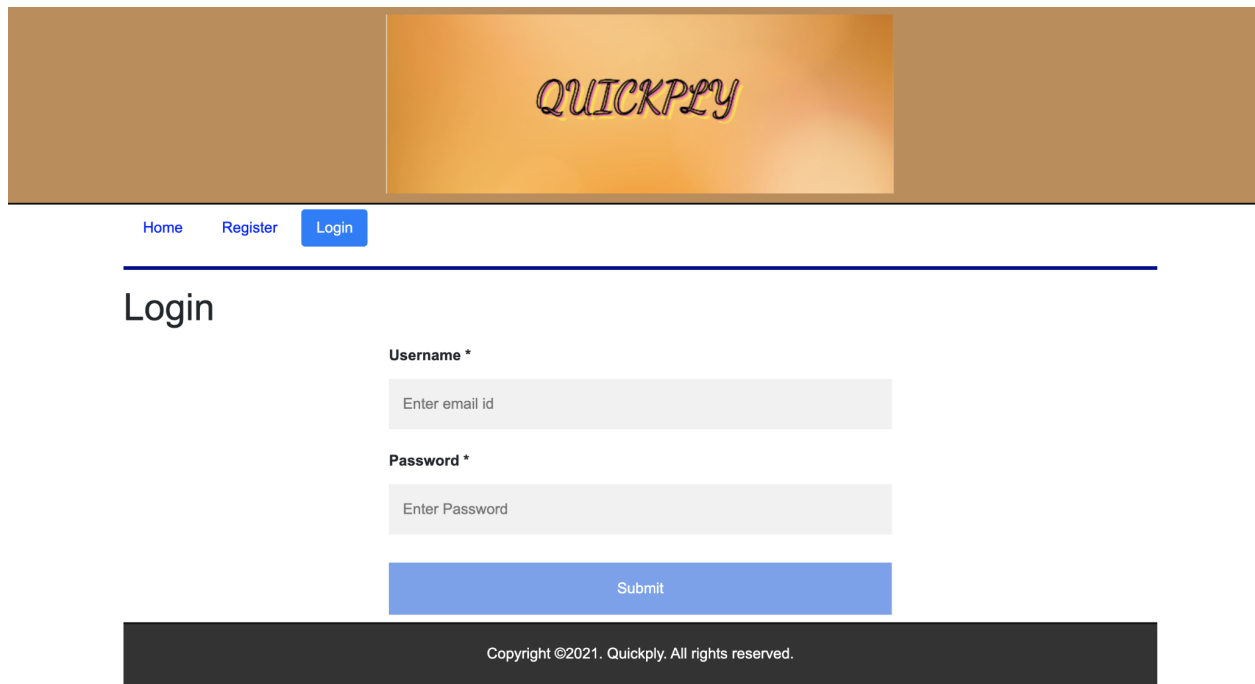 QUICKPLY
Home Register Login
Login
Username *
Enter email id
Password *
Enter Password
Submit
Copyright ©2021. Quickply. All rights reserved.